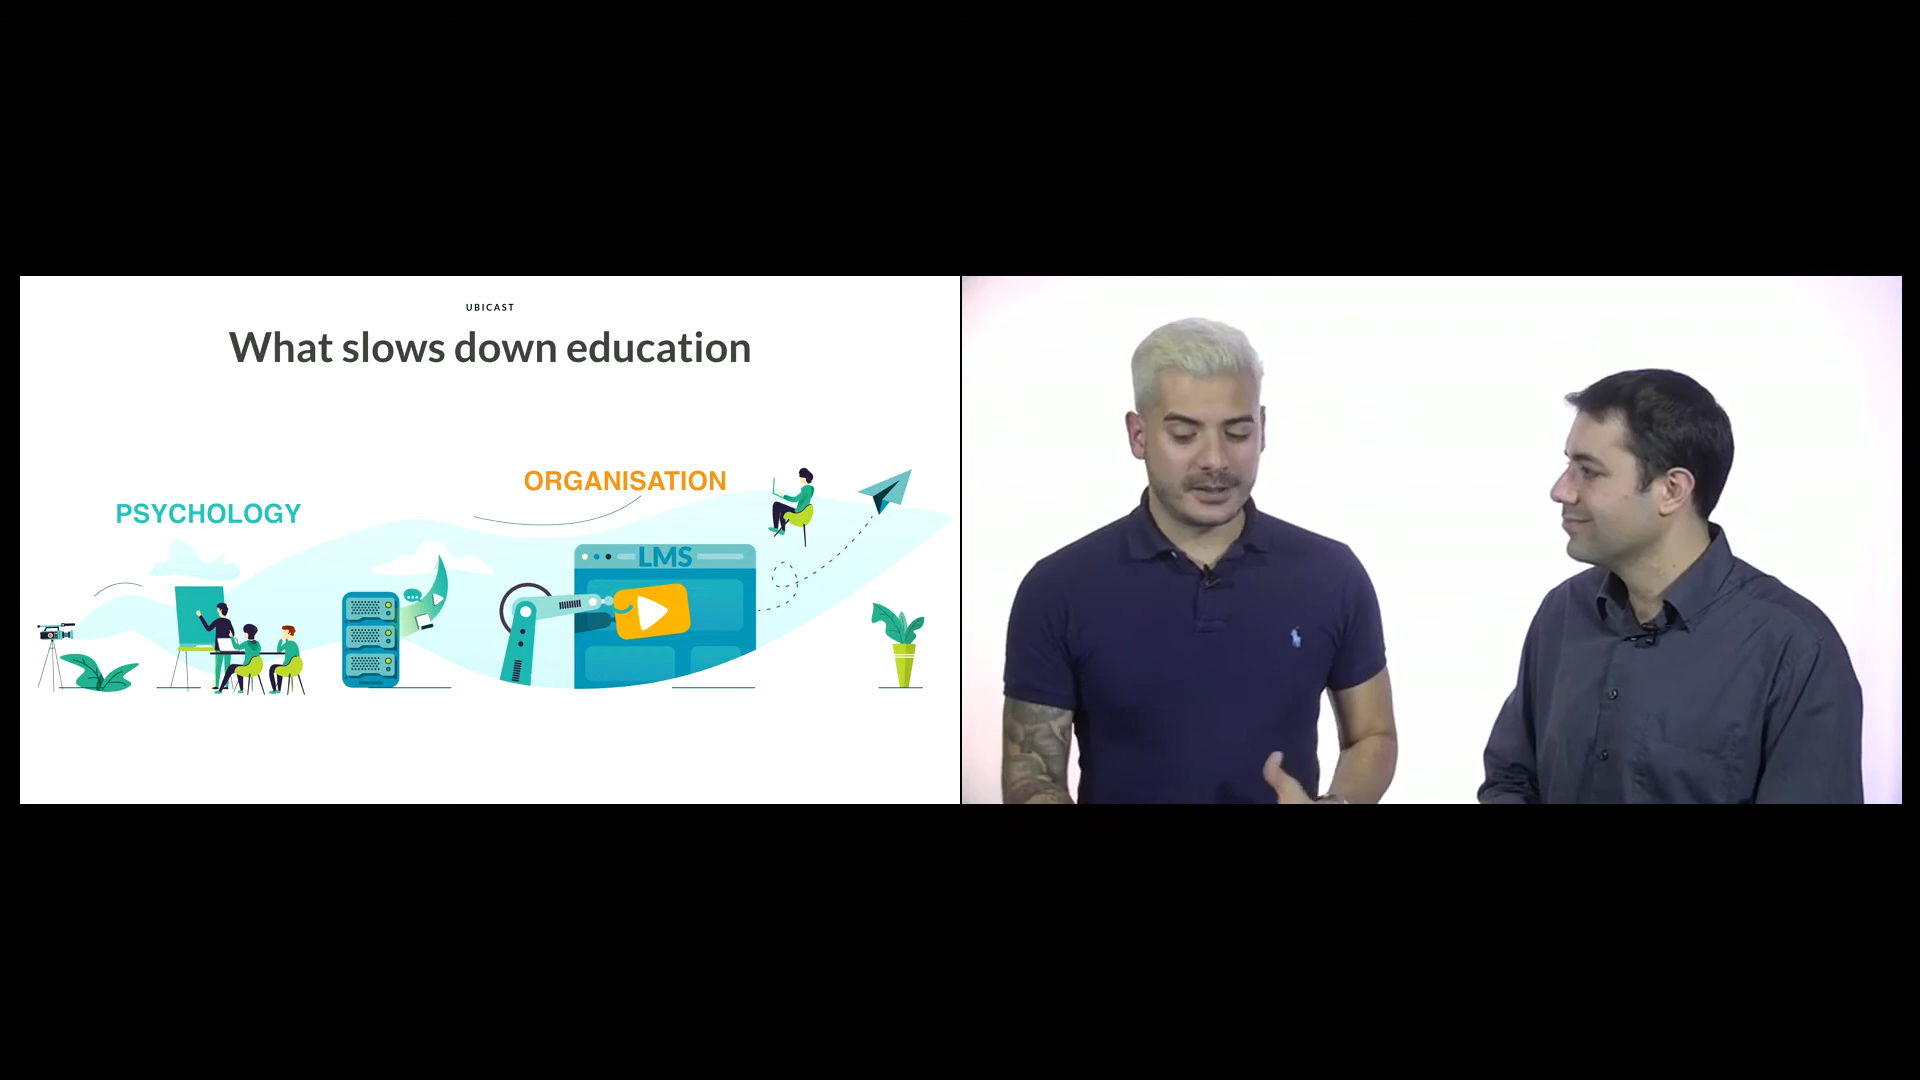 UBICAST
What slows down education
ORGANISATION
PSYCHOLOGY
LMS